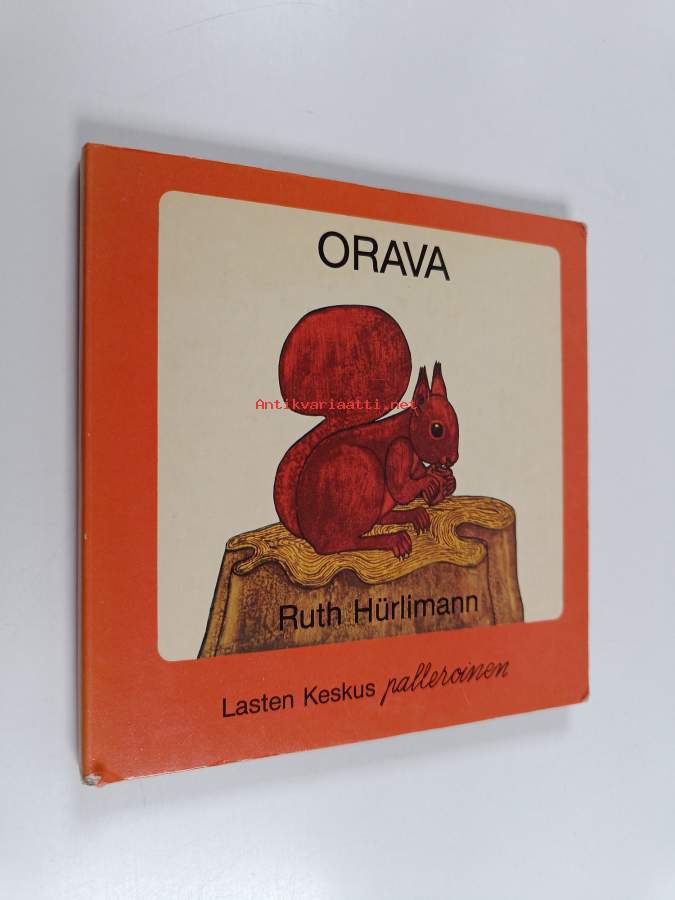 ORAVA
Antikvariaatti.net
Ruth Hürlimann
Lasten Keskus palleroinen